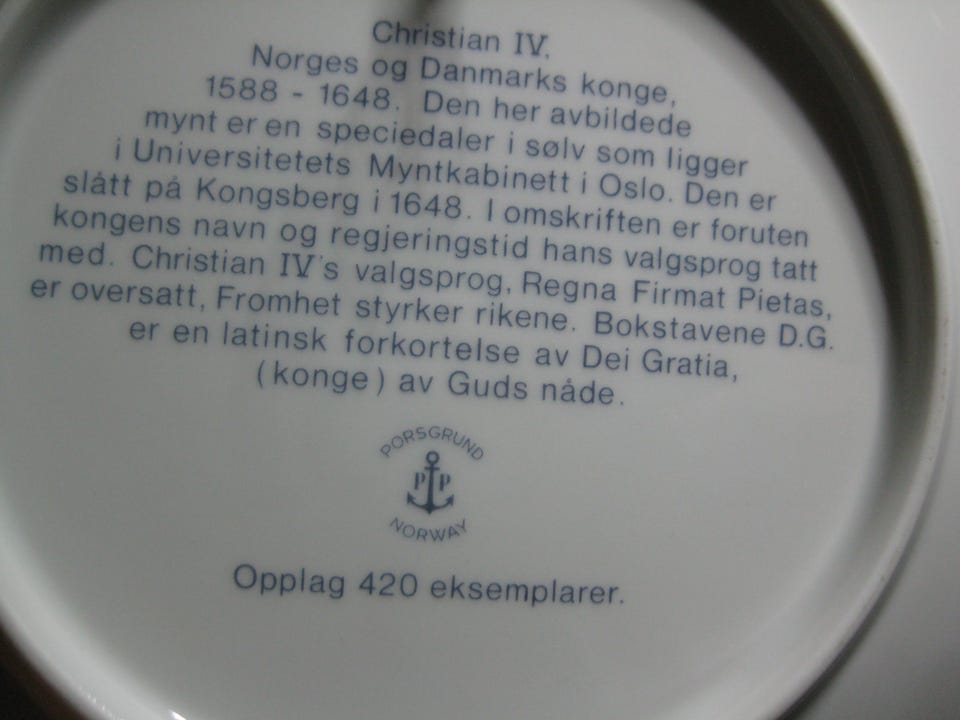 Christian IV,
Norges og Danmarks konge,
1588 - 1648. Den her avbildede
mynt er en speciedaler i sølv som ligger
i Universitetets Myntkabinett i Oslo. Den er
slått på Kongsberg i 1648. I omskriften er foruten
kongens navn og regjeringstid hans valgsprog tatt
med. Christian IV's valgsprog, Regna Firmat Pietas,
er oversatt, Fromhet styrker rikene. Bokstavene D.G.
er en latinsk forkortelse av Dei Gratia,
(konge) av Guds nåde.
PORSGRUND
P P
NORWAY
Opplag 420 eksemplarer.